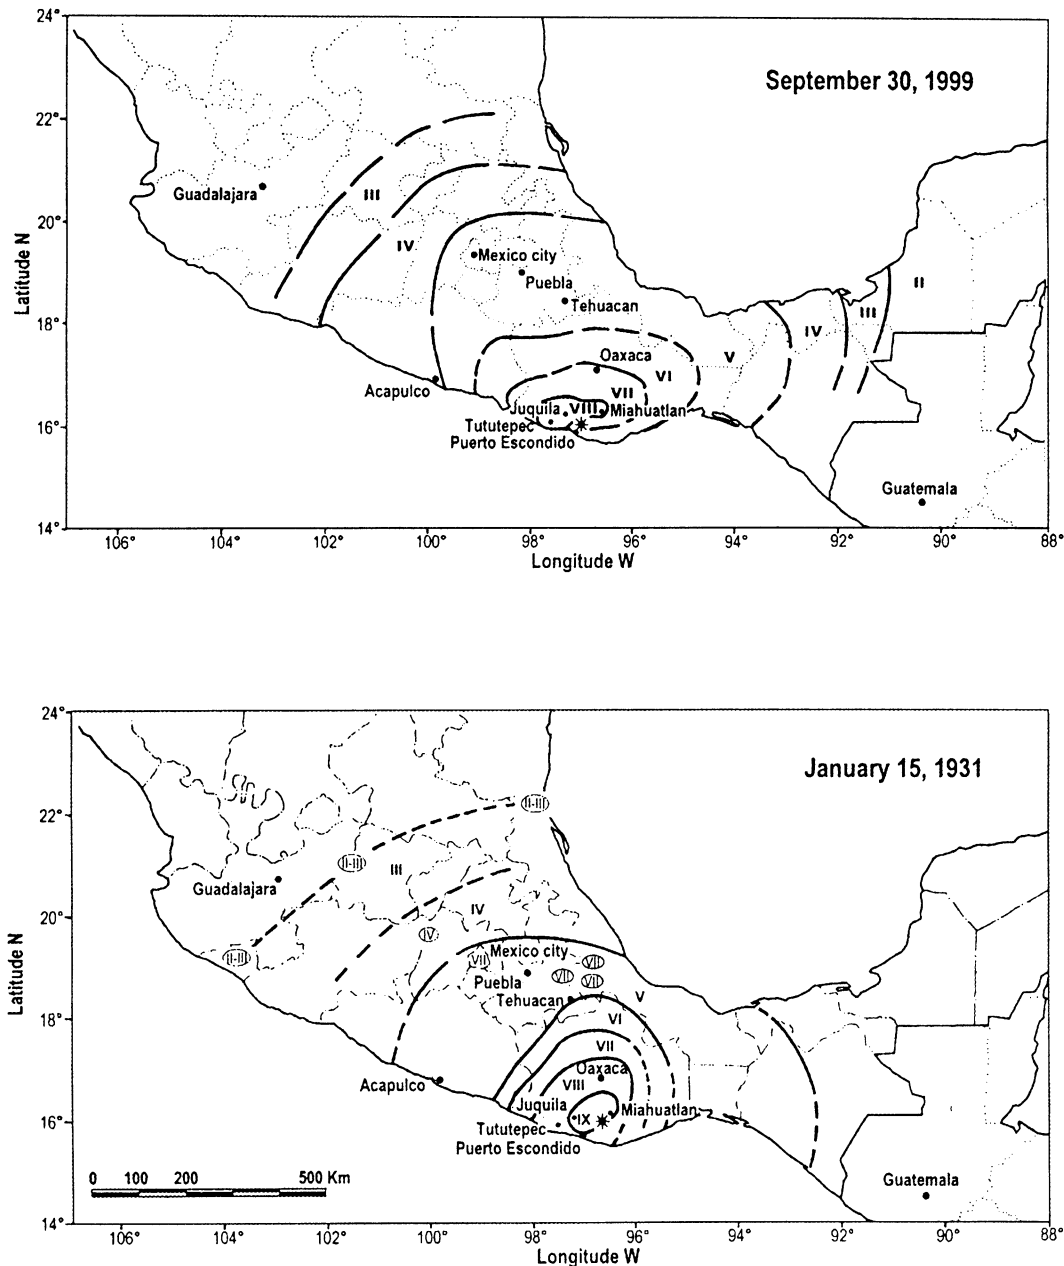 24°
September 30, 1999
22°
Guadalajara
III
20°
IV
Mexico city
Puebla
Tehuacan
II
III
IV
18°
V
Oaxaca
VI
VII
Acapulco
Juquila
VIII
Miahuatlan
Tututepec
16°
Puerto Escondido
Guatemala
14°
106° 104° 102° 100° 98° 96° 94° 92° 90° 88°
Longitude W
Latitude N
24°
January 15, 1931
22°
II-III
II-III
III
Guadalajara
IV
20°
IV
II-III
Mexico city
VII
VII
Puebla
VII
VII
Tehuacan
V
18°
VI
VII
Oaxaca
Acapulco
VIII
Juquila
IX
Miahuatlan
16°
Tututepec
Puerto Escondido
0 100 200 500 Km
Guatemala
14°
106° 104° 102° 100° 98° 96° 94° 92° 90° 88°
Longitude W
Latitude N